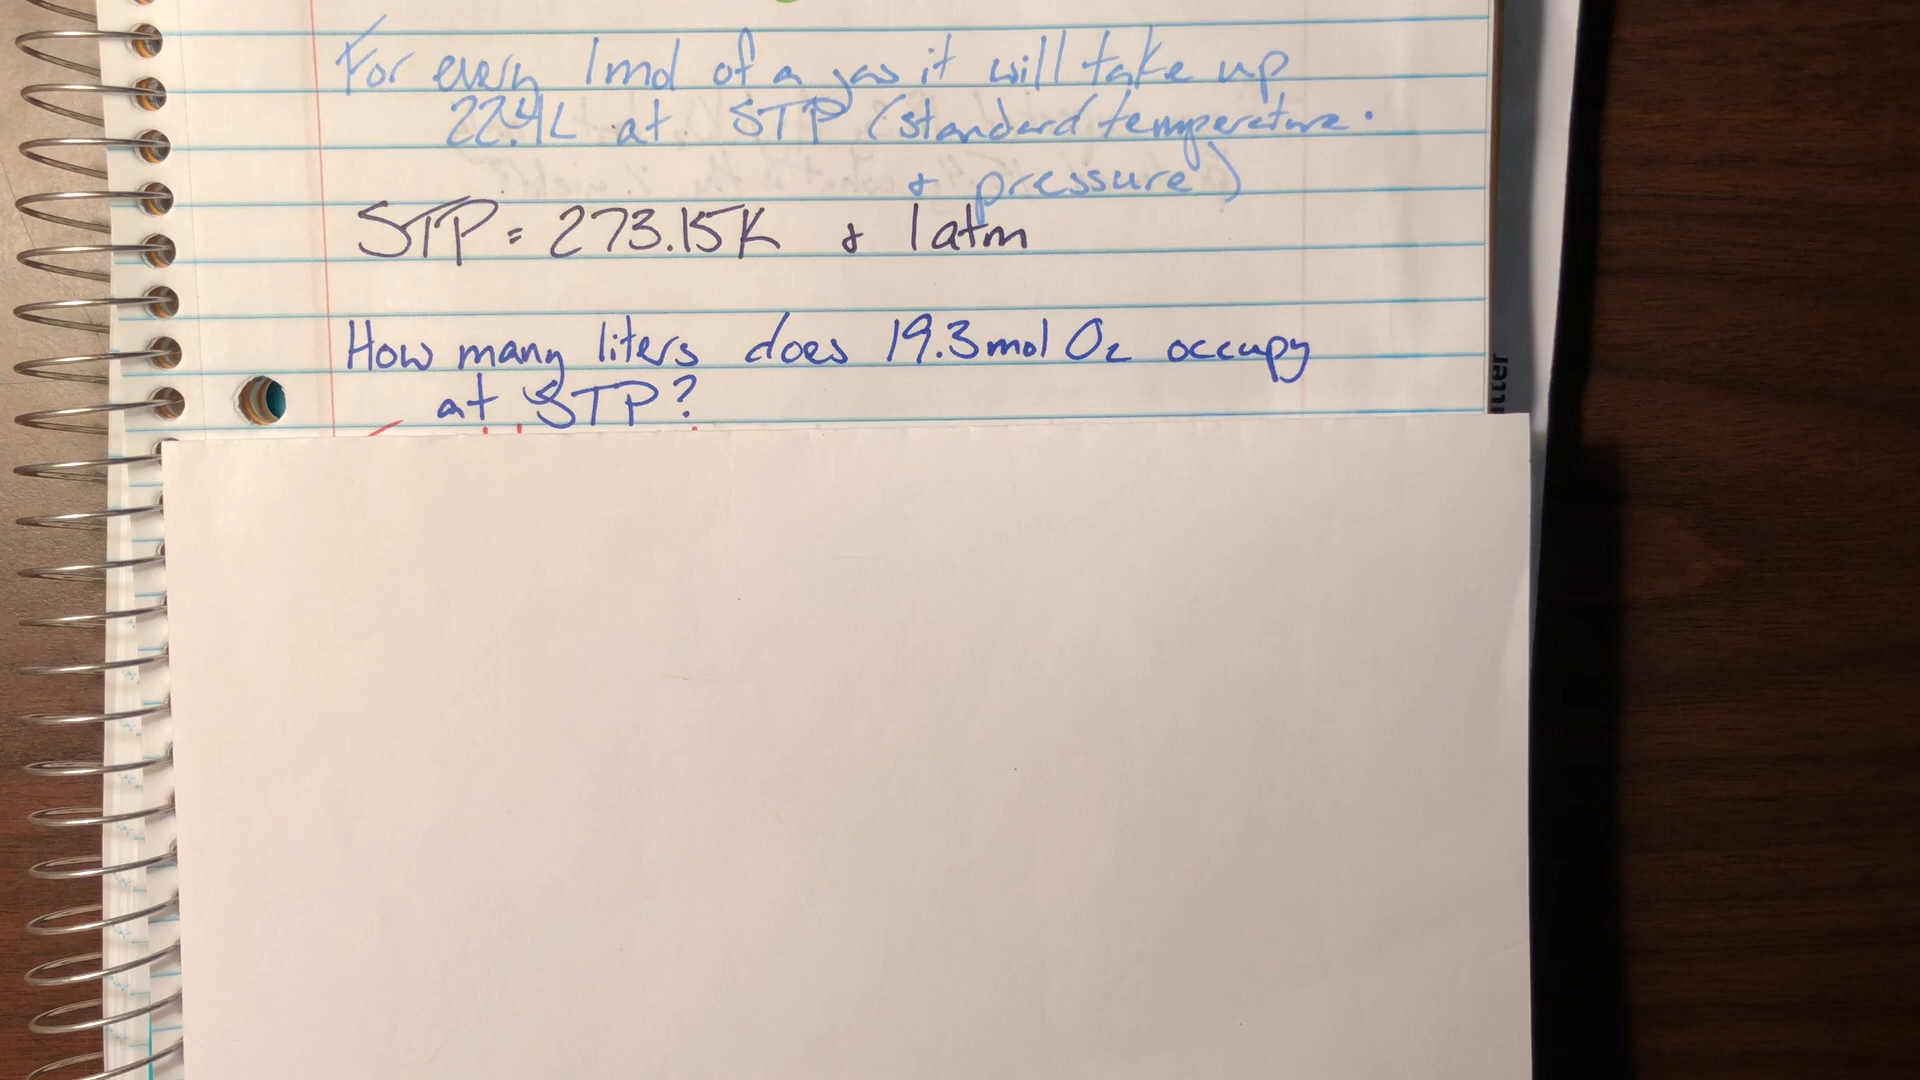 For every 1mol of a gas it will take up
22.4L at STP (standard temperature
& pressure)
STP = 273.15K & 1atm
How many liters does 19.3mol O₂ occupy
at STP?